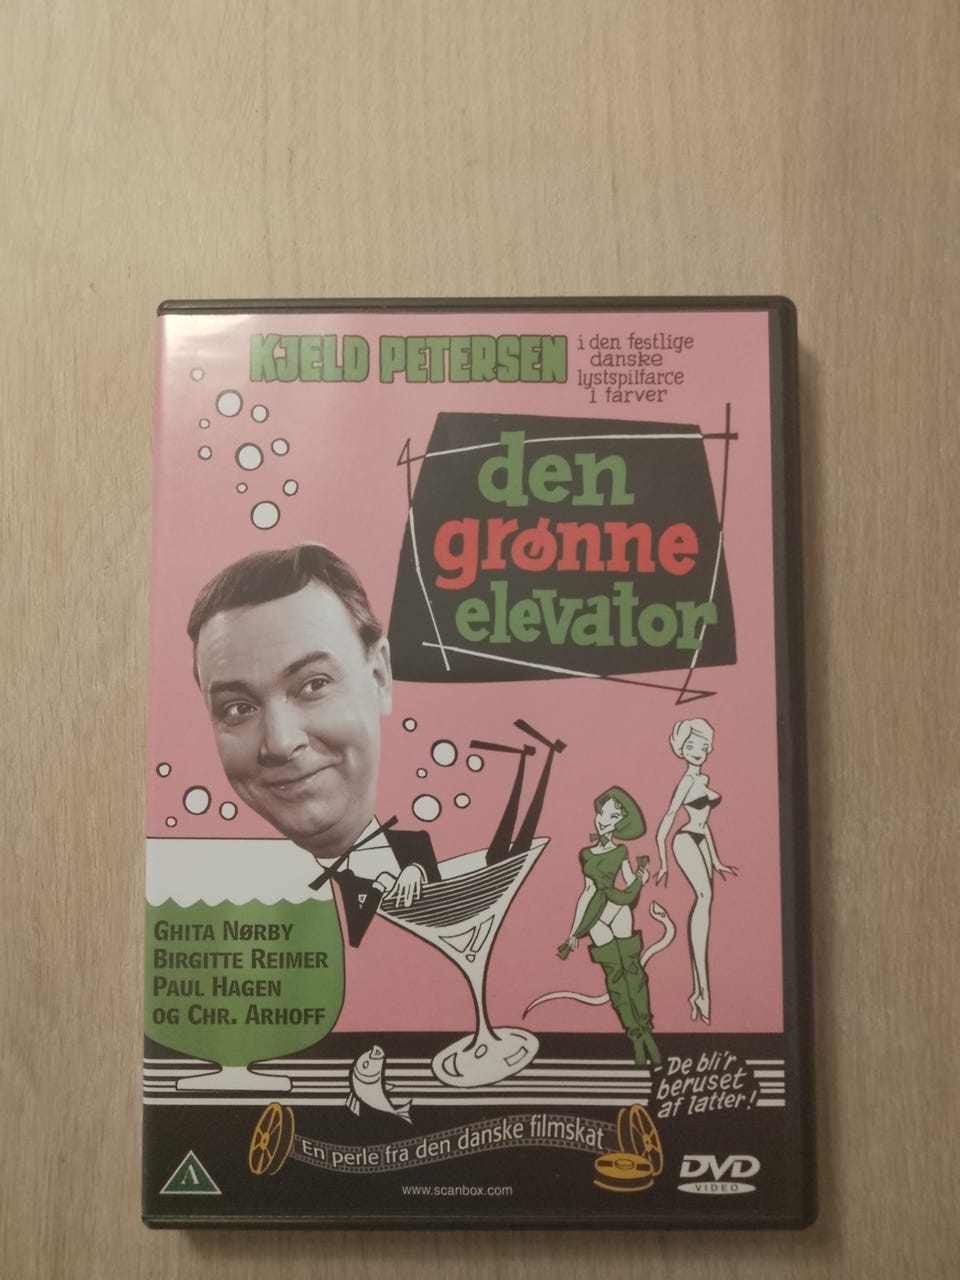 KJELD PETERSEN
i den festlige
danske
lystspilfarce
i farver
den
grønne
elevator
GHITA NØRBY
BIRGITTE REIMER
PAUL HAGEN
OG CHR. ARHOFF
- De bli'r
beruset
af latter!
En perle fra den danske filmskat
A
www.scanbox.com
DVD
VIDEO